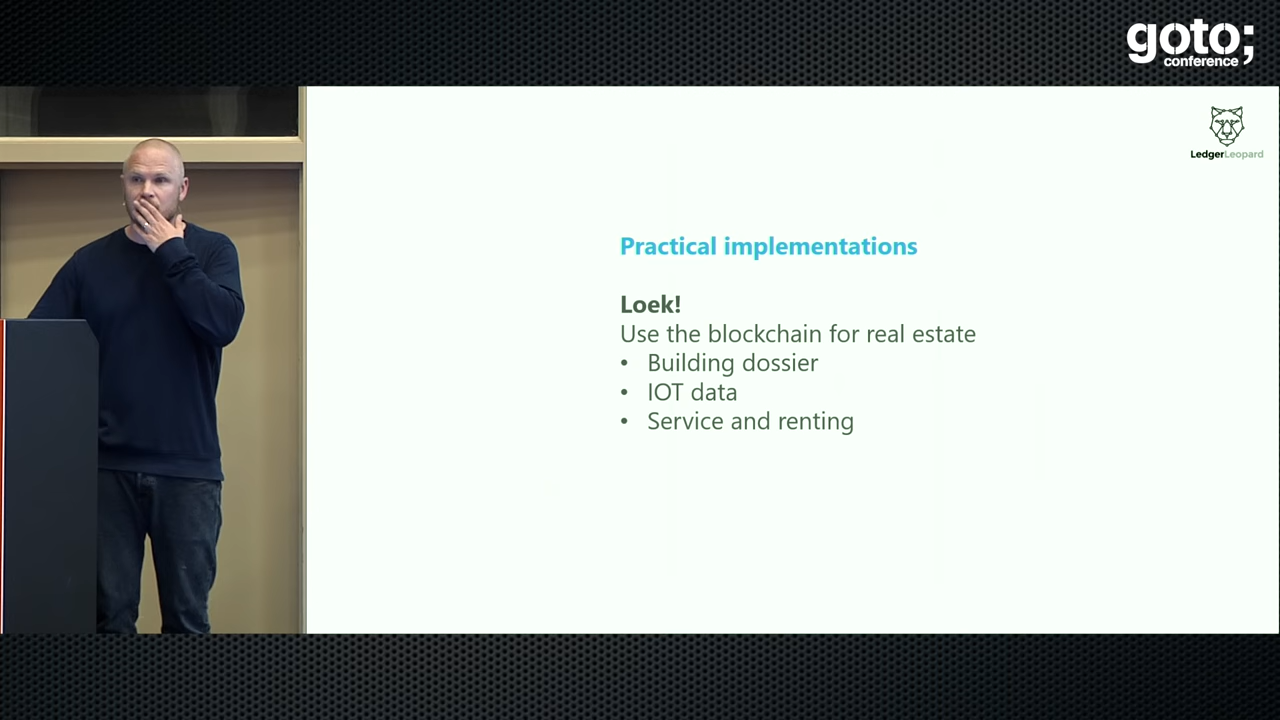 goto;
conference
LedgerLeopard
Practical implementations
Loek!
Use the blockchain for real estate
• Building dossier
• IOT data
• Service and renting